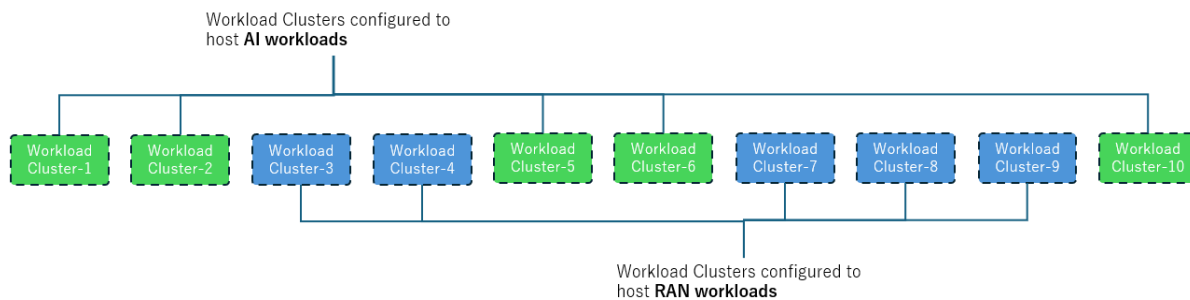 Workload Clusters configured to
host AI workloads
Workload
Cluster-1
Workload
Cluster-2
Workload
Cluster-3
Workload
Cluster-4
Workload
Cluster-5
Workload
Cluster-6
Workload
Cluster-7
Workload
Cluster-8
Workload
Cluster-9
Workload
Cluster-10
Workload Clusters configured to
host RAN workloads